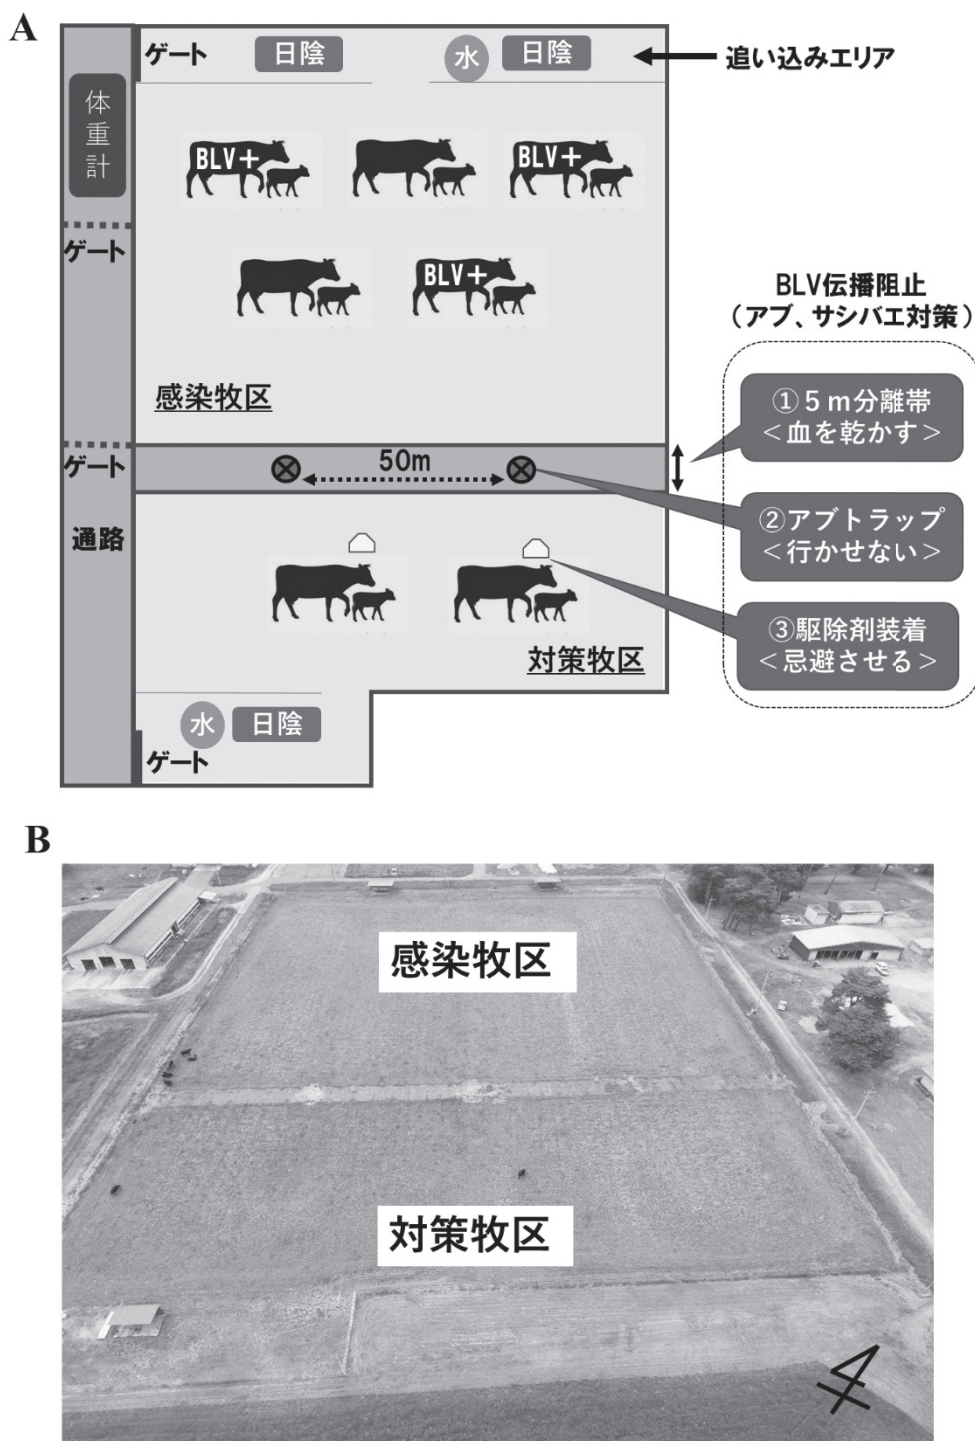 A
ゲート
日陰
水
日陰
追い込みエリア
体重計
BLV+
BLV+
ゲート
BLV+
BLV伝播阻止
(アブ、サシバエ対策)
感染牧区
①5m分離帯
<血を乾かす>
ゲート
50m
通路
②アブトラップ
<行かせない>
③駆除剤装着
<忌避させる>
対策牧区
水
日陰
ゲート
B
感染牧区
対策牧区